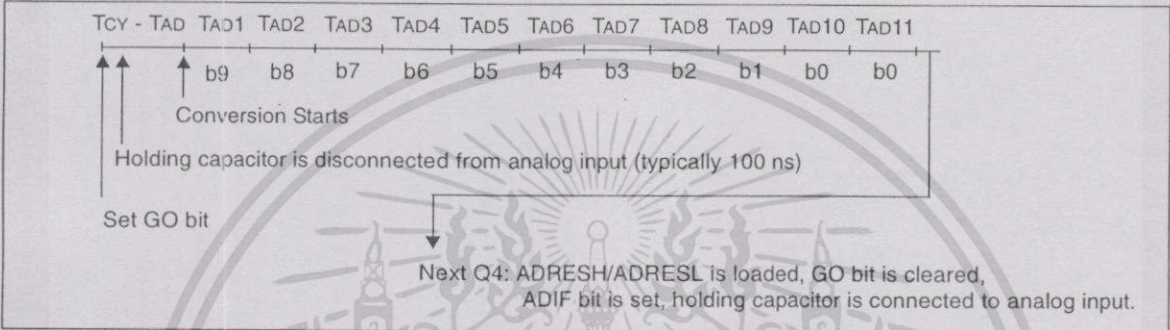 TCY - TAD TAD1 TAD2 TAD3 TAD4 TAD5 TAD6 TAD7 TAD8 TAD9 TAD10 TAD11
b9 b8 b7 b6 b5 b4 b3 b2 b1 b0 b0
Conversion Starts
Holding capacitor is disconnected from analog input (typically 100 ns)
Set GO bit
Next Q4: ADRESH/ADRESL is loaded, GO bit is cleared,
ADIF bit is set, holding capacitor is connected to analog input.